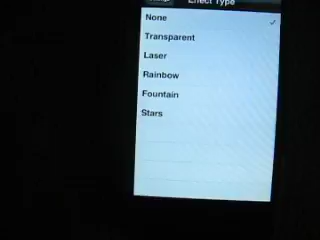 Effect Type
None
Transparent
Laser
Rainbow
Fountain
Stars